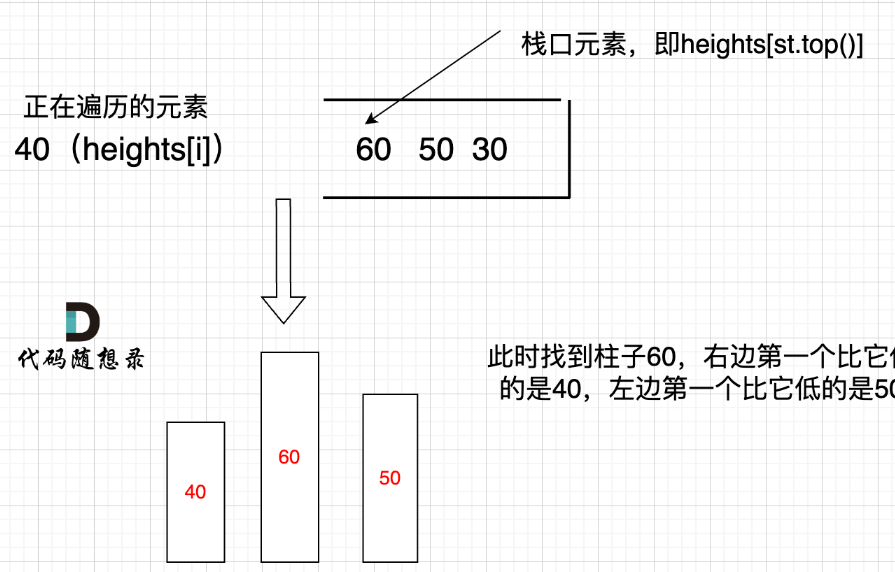 栈口元素，即heights[st.top()]
正在遍历的元素
40（heights[i]）
60 50 30
代码随想录
此时找到柱子60，右边第一个比它
的是40，左边第一个比它低的是50
40
60
50